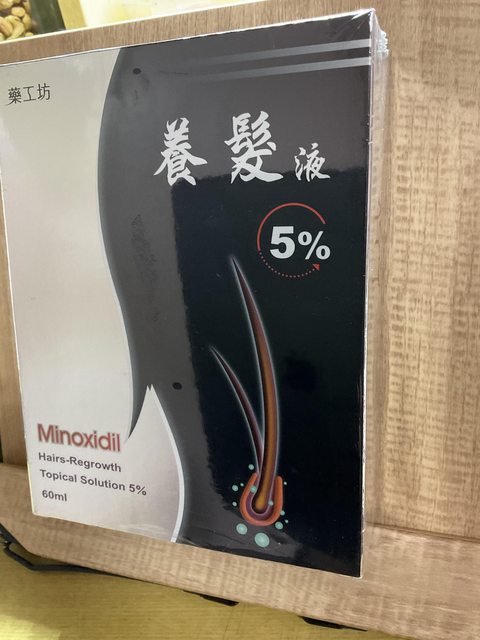 藥工坊
養髮液
5%
Minoxidil
Hairs-Regrowth
Topical Solution 5%
60ml